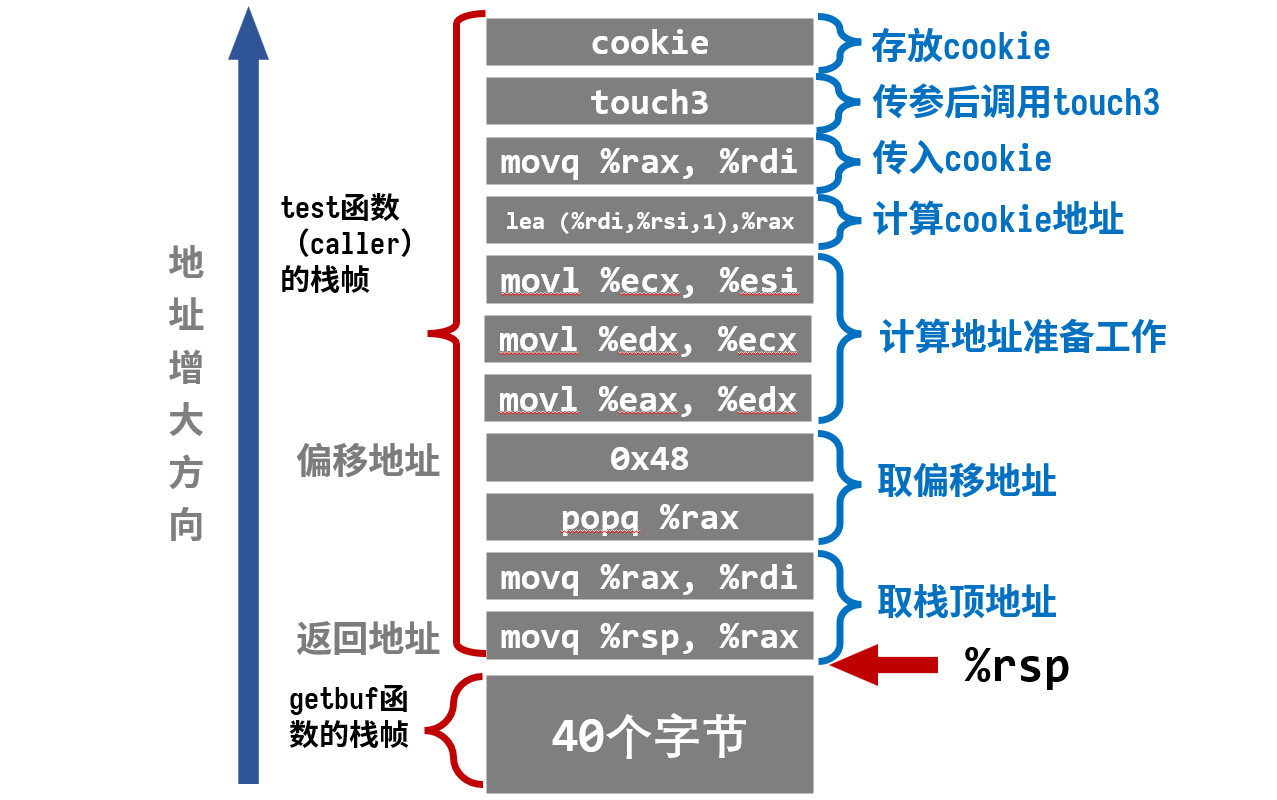 cookie
存放cookie
touch3
传参后调用touch3
movq %rax, %rdi
传入cookie
lea (%rdi,%rsi,1),%rax
计算cookie地址
test函数
（caller）
的栈帧
地址增大方向
movl %ecx, %esi
movl %edx, %ecx
计算地址准备工作
movl %eax, %edx
偏移地址
0x48
取偏移地址
popq %rax
movq %rax, %rdi
取栈顶地址
返回地址
movq %rsp, %rax
%rsp
getbuf函
数的栈帧
40个字节